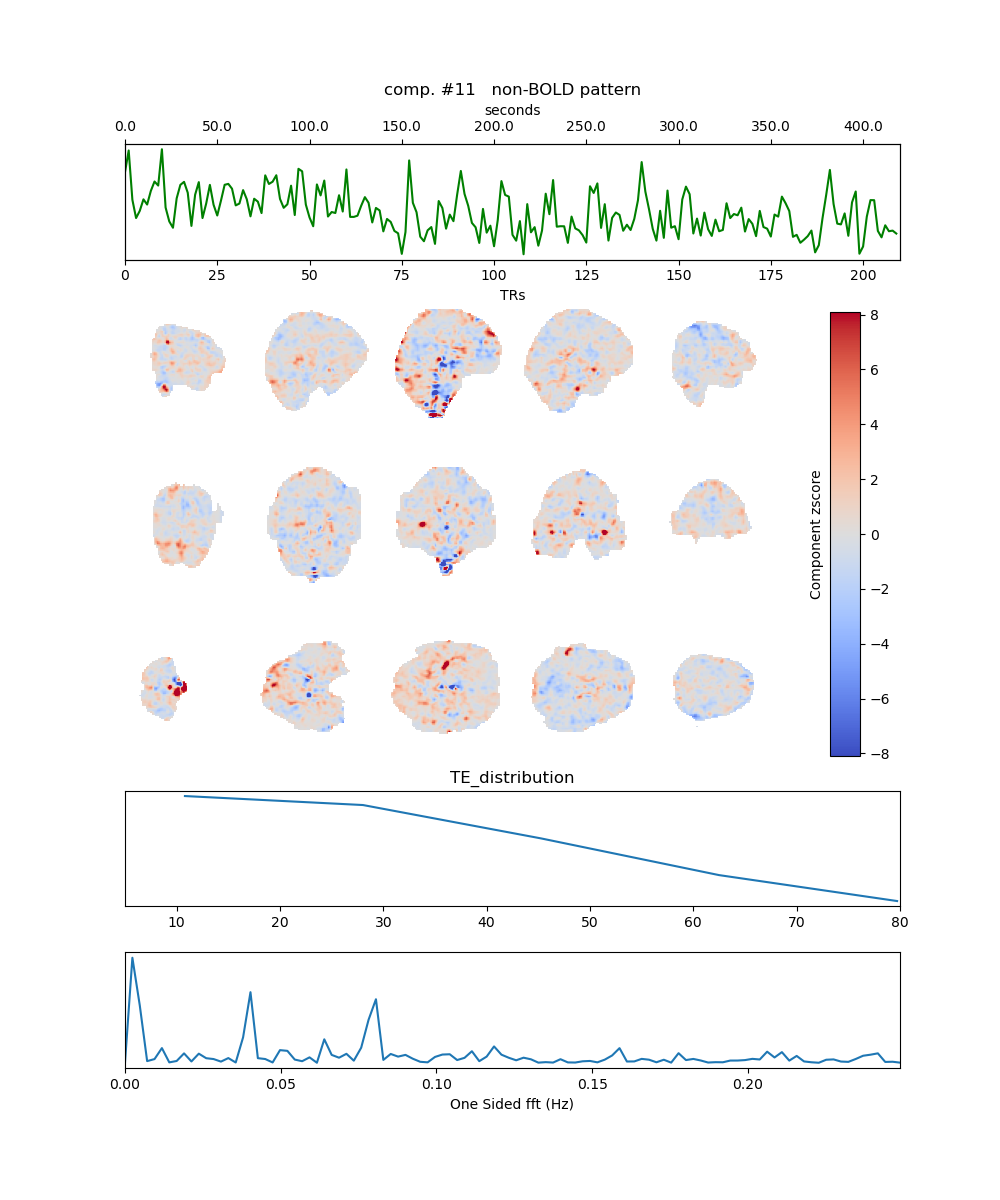 comp. #11   non-BOLD pattern
seconds
0.0 50.0 100.0 150.0 200.0 250.0 300.0 350.0 400.0
0 25 50 75 100 125 150 175 200
TRs
8
6
4
2
0
−2
−4
−6
−8
Component zscore
TE_distribution
10 20 30 40 50 60 70 80
0.00 0.05 0.10 0.15 0.20
One Sided fft (Hz)